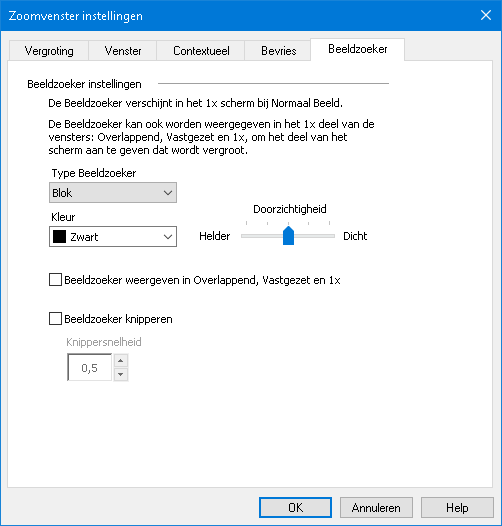 Zoomvenster instellingen
Vergroting
Venster
Contextueel
Bevries
Beeldzoeker
Beeldzoeker instellingen
De Beeldzoeker verschijnt in het 1x scherm bij Normaal Beeld.
De Beeldzoeker kan ook worden weergegeven in het 1x deel van de
vensters: Overlappend, Vastgezet en 1x, om het deel van het
scherm aan te geven dat wordt vergroot.
Type Beeldzoeker
Blok
Kleur
Zwart
Doorzichtigheid
Helder
Dicht
Beeldzoeker weergeven in Overlappend, Vastgezet en 1x
Beeldzoeker knipperen
Knippersnelheid
0,5
OK
Annuleren
Help